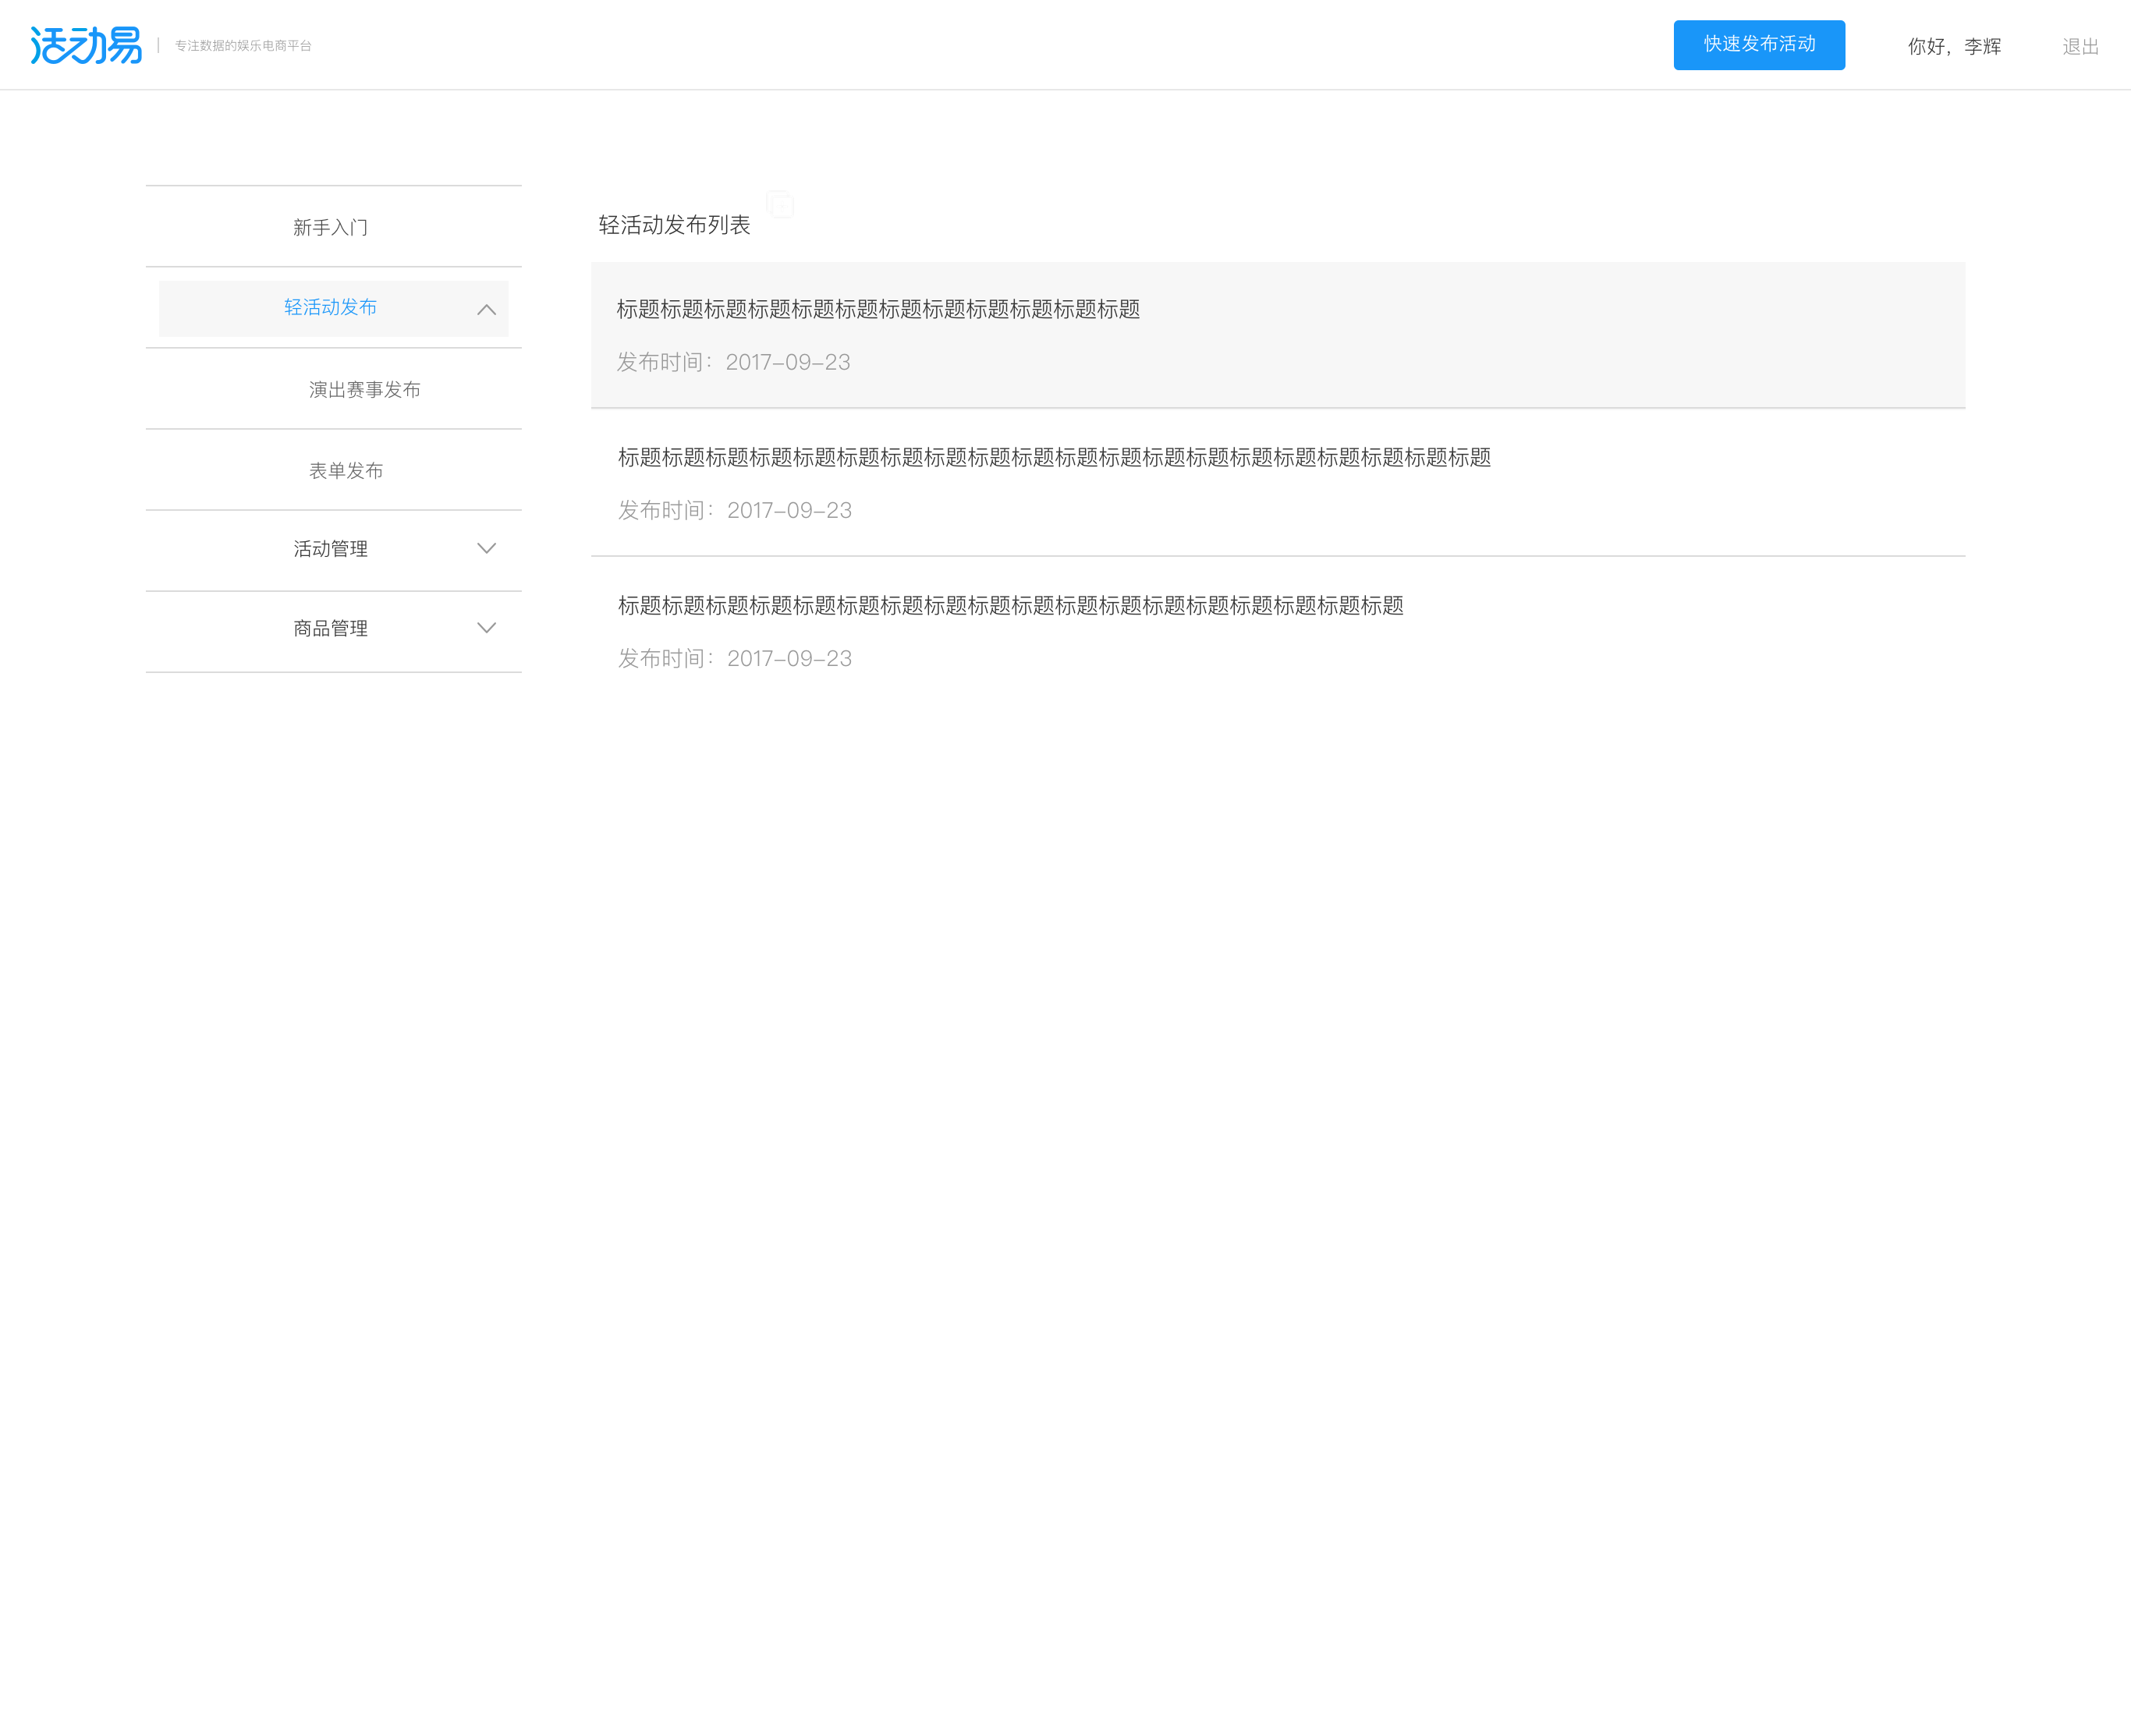 活动易
专注数据的娱乐电商平台
快速发布活动
你好，李辉
退出
新手入门
轻活动发布
演出赛事发布
表单发布
活动管理
商品管理
轻活动发布列表
标题标题标题标题标题标题标题标题标题标题标题标题
发布时间：2017-09-23
标题标题标题标题标题标题标题标题标题标题标题标题标题标题标题标题标题标题标题标题
发布时间：2017-09-23
标题标题标题标题标题标题标题标题标题标题标题标题标题标题标题标题标题标题
发布时间：2017-09-23